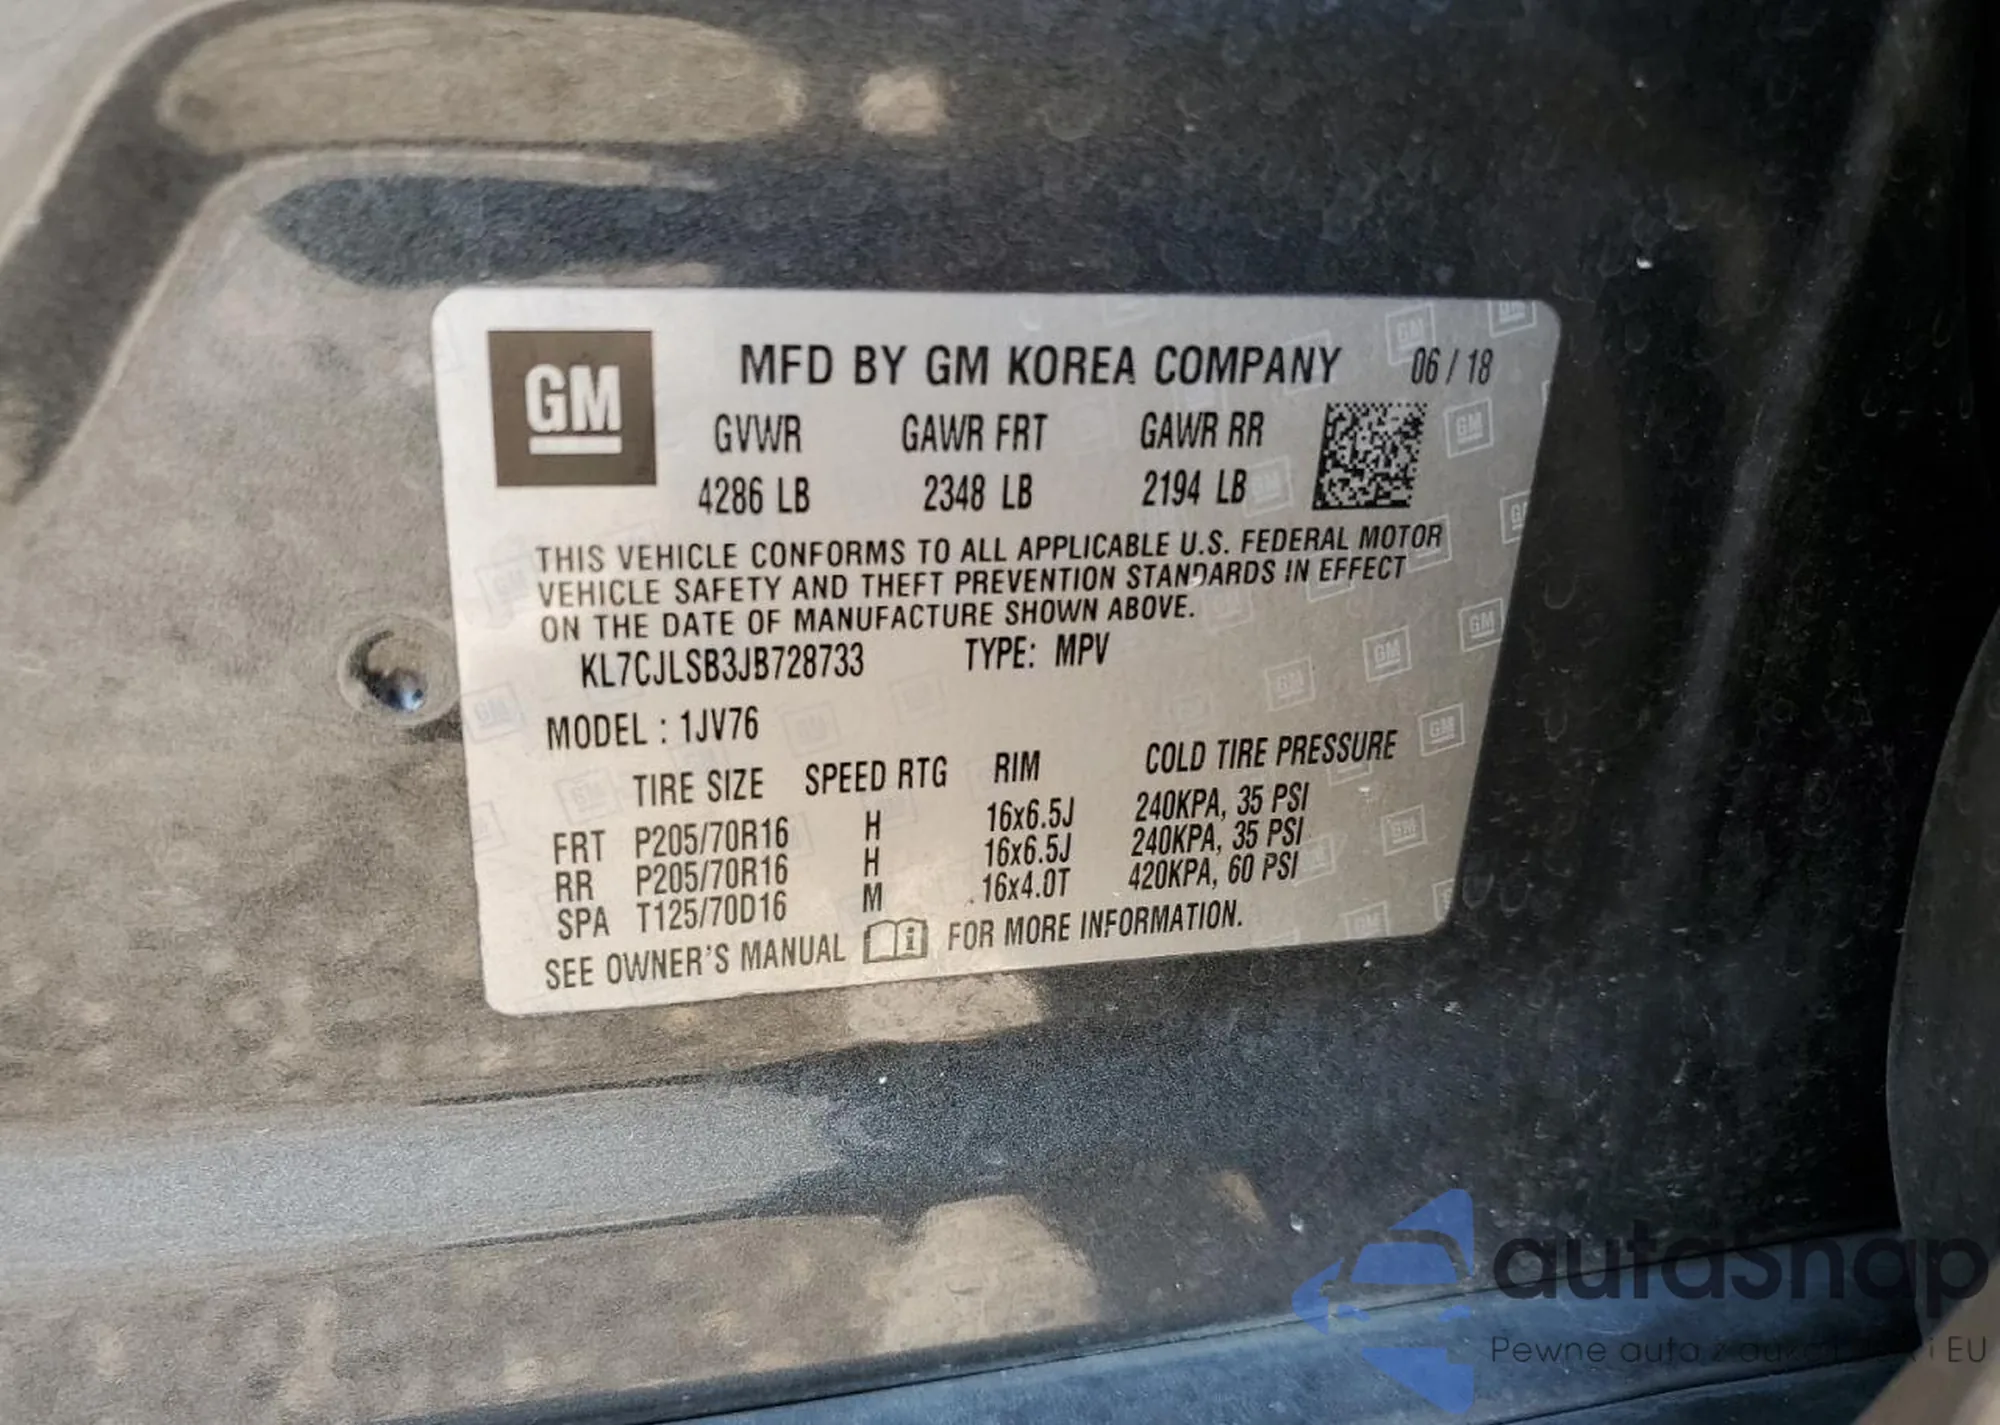 GM
MFD BY GM KOREA COMPANY 06 / 18
GVWR GAWR FRT GAWR RR
4286 LB 2348 LB 2194 LB
THIS VEHICLE CONFORMS TO ALL APPLICABLE U.S. FEDERAL MOTOR
VEHICLE SAFETY AND THEFT PREVENTION STANDARDS IN EFFECT
ON THE DATE OF MANUFACTURE SHOWN ABOVE.
KL7CJLSB3JB728733 TYPE: MPV
MODEL : 1JV76
TIRE SIZE SPEED RTG RIM COLD TIRE PRESSURE
FRT P205/70R16 H 16x6.5J 240KPA, 35 PSI
RR P205/70R16 H 16x6.5J 240KPA, 35 PSI
SPA T125/70D16 M 16x4.0T 420KPA, 60 PSI
SEE OWNER'S MANUAL FOR MORE INFORMATION.
autasnap
Pewne auta z i EU